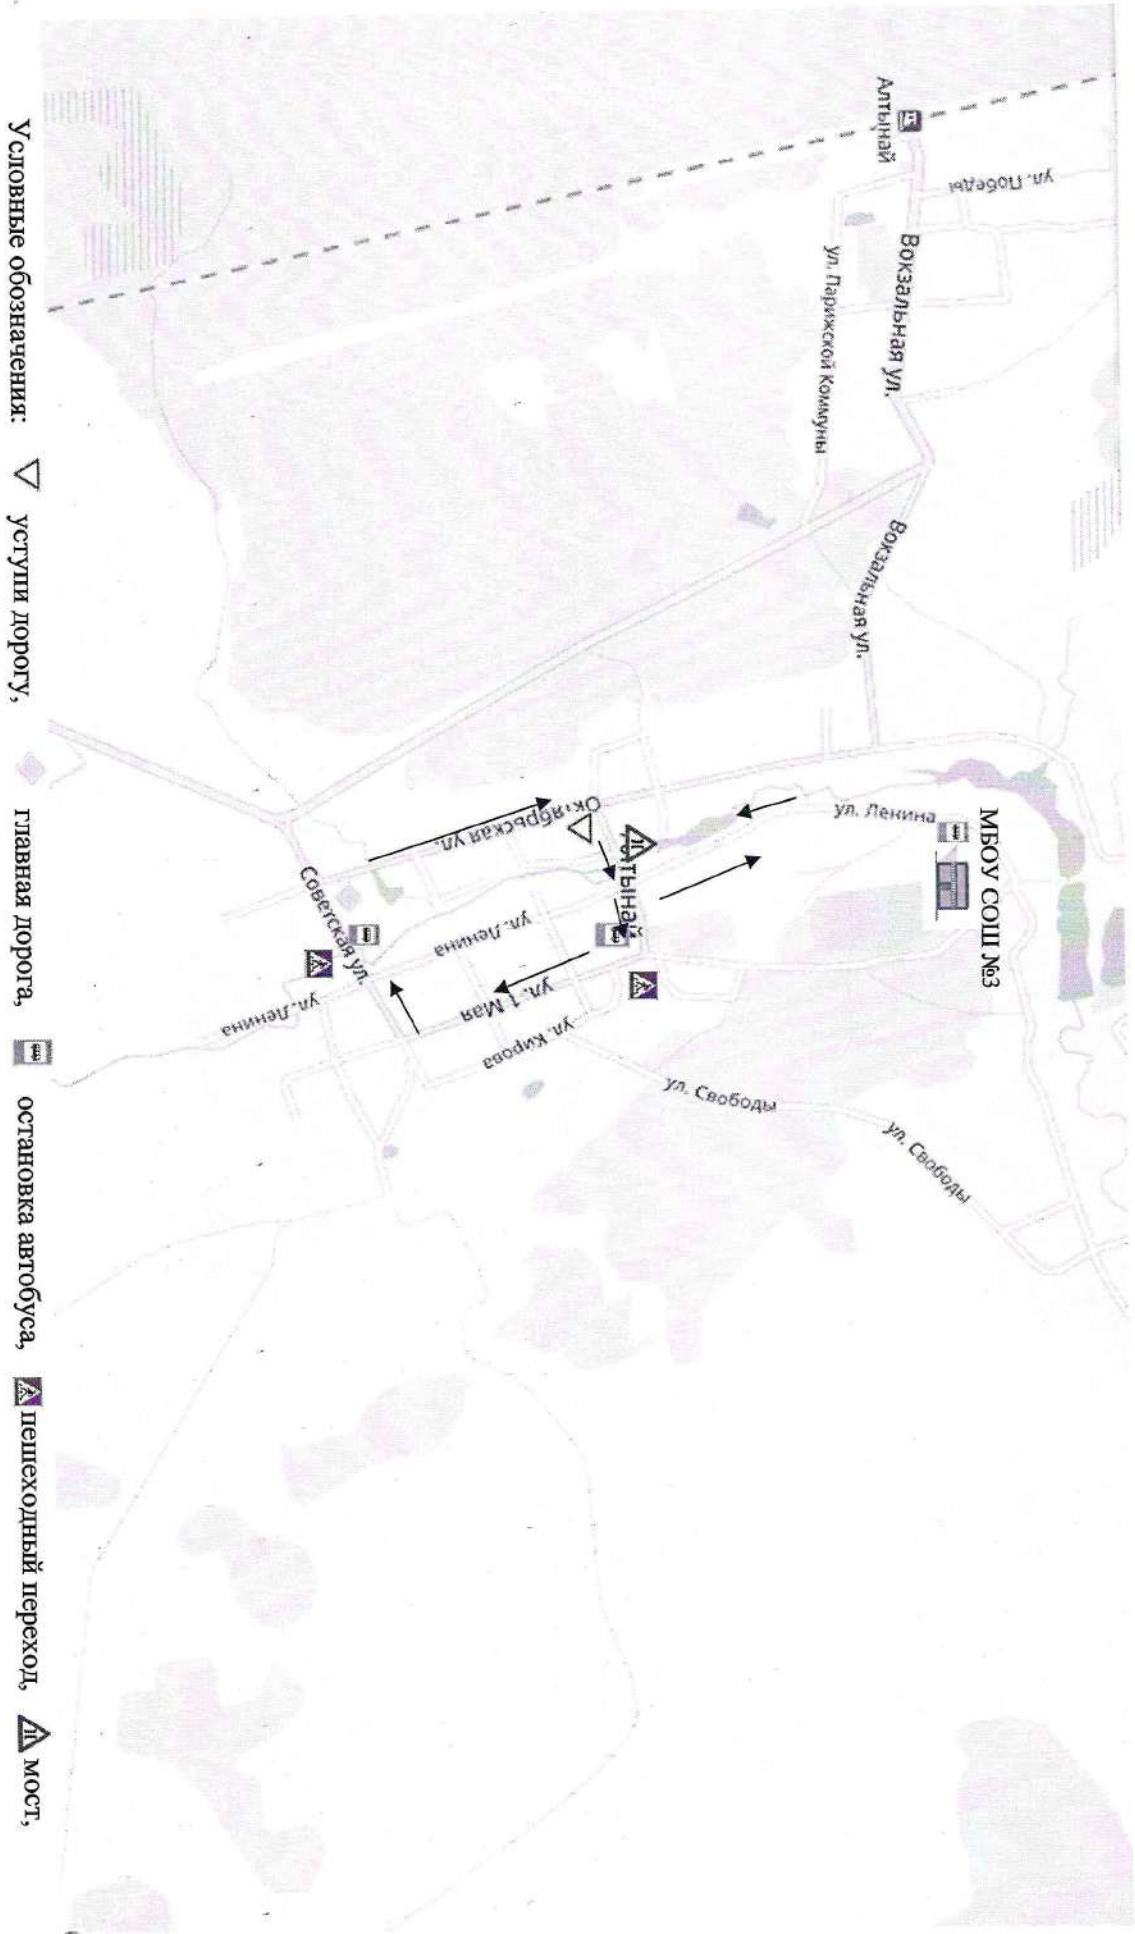 МБОУ СОШ №3
Алтынай
ул. Победы
Вокзальная ул.
ул. Парижской Коммуны
Вокзальная ул.
ул. Ленина
Октябрьская ул.
Алтынай
ул. Ленина
Советская ул.
ул. 1 Мая
ул. Ленина
ул. Кирова
ул. Свободы
ул. Свободы
Условные обозначения: уступи дорогу, главная дорога, остановка автобуса, пешеходный переход, мост,